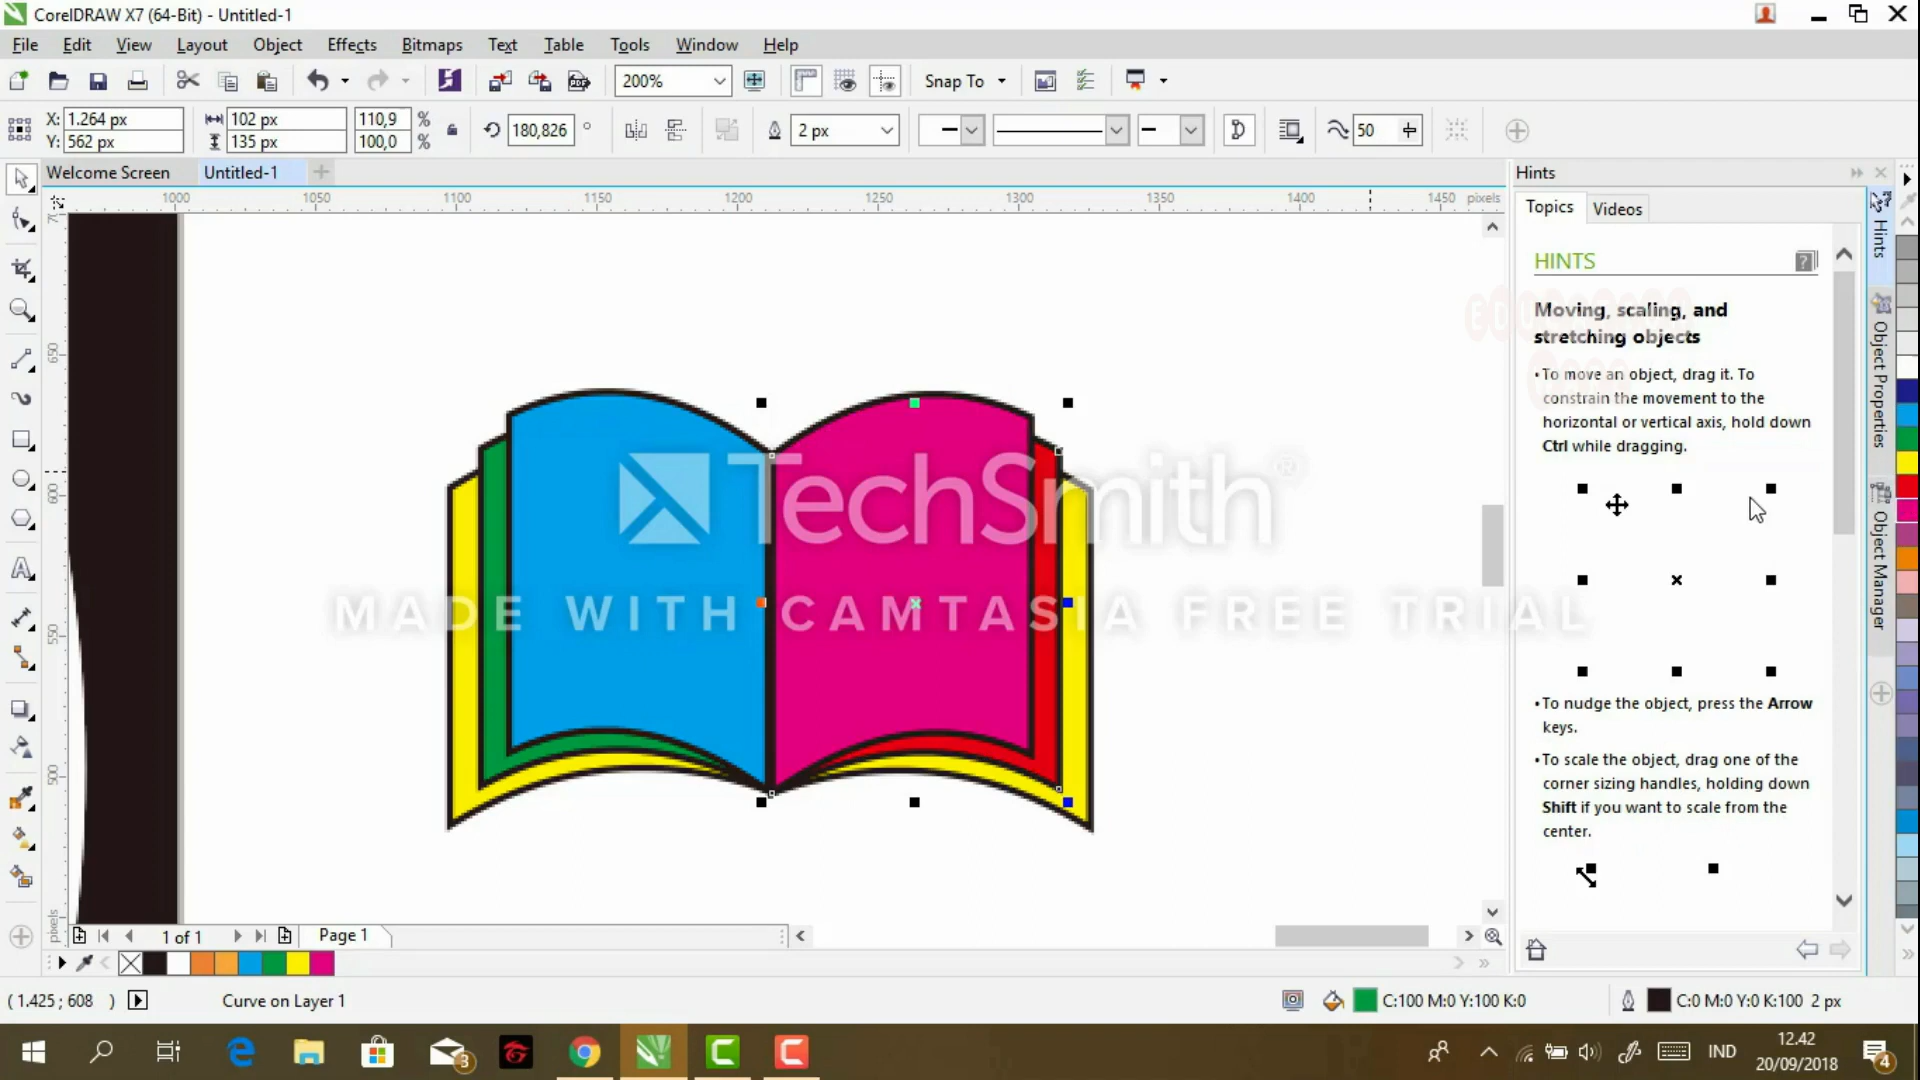 CorelDRAW X7 (64-Bit) - Untitled-1
File Edit View Layout Object Effects Bitmaps Text Table Tools Window Help
200% Snap To
X: 1.264 px 102 px 110,9 % 180,826 ° 2 px 50
Y: 562 px 135 px 100,0 %
Welcome Screen Untitled-1
1000 1050 1100 1150 1200 1250 1300 1350 1400 1450 pixels
650
600
550
500
pixels
TechSmith®
MADE WITH CAMTASIA FREE TRIAL
Hints
Topics Videos
HINTS
Moving, scaling, and
stretching objects
•To move an object, drag it. To
constrain the movement to the
horizontal or vertical axis, hold down
Ctrl while dragging.
•To nudge the object, press the Arrow
keys.
•To scale the object, drag one of the
corner sizing handles, holding down
Shift if you want to scale from the
center.
Hints
Object Properties
Object Manager
1 of 1 Page 1
( 1.425 ; 608 ) Curve on Layer 1 C:100 M:0 Y:100 K:0 C:0 M:0 Y:0 K:100 2 px
3 IND 12.42
20/09/2018 4